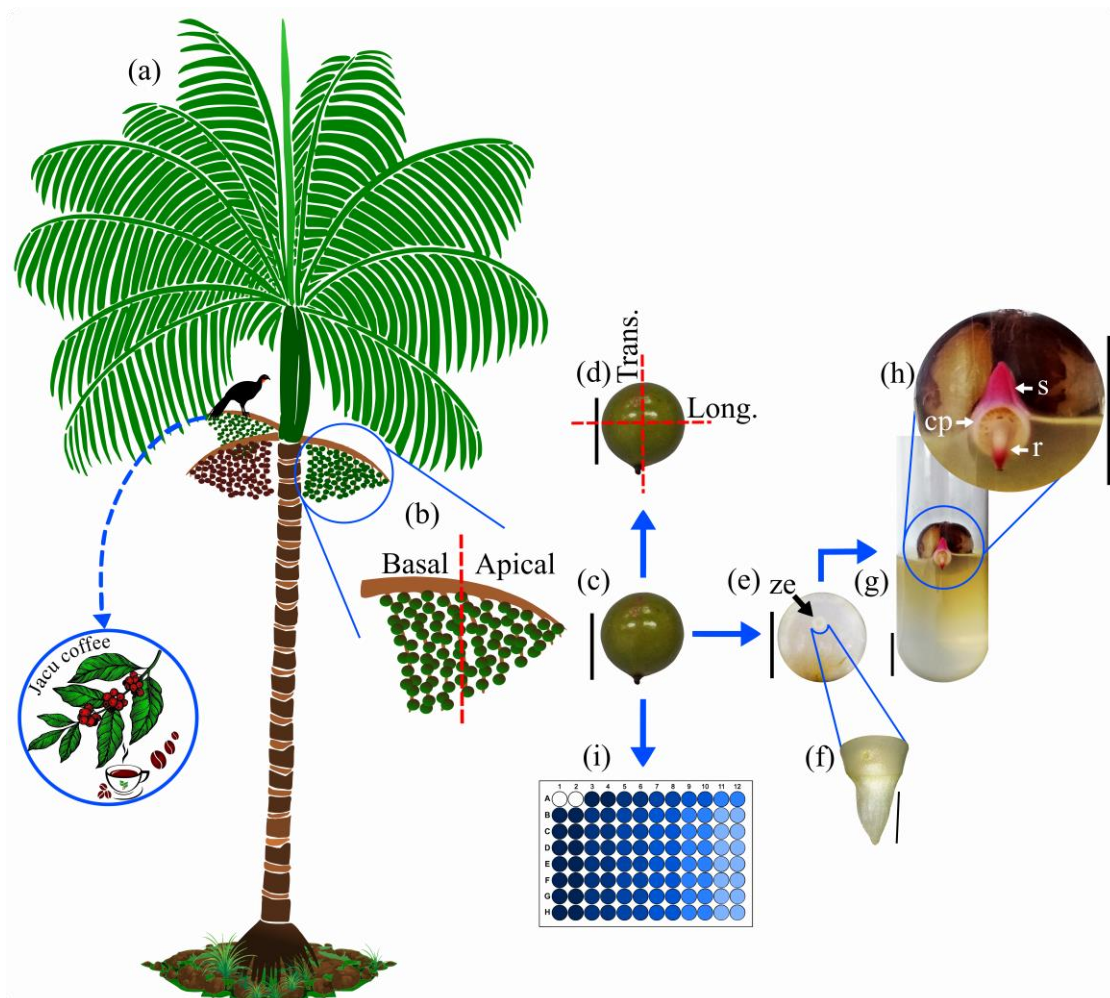 (a)
(b)
Basal
Apical
Jacu coffee
(c)
(d)
Trans.
Long.
(e)
ze
(f)
(g)
(h)
s
cp
r
(i)
1 2 3 4 5 6 7 8 9 10 11 12
A
B
C
D
E
F
G
H